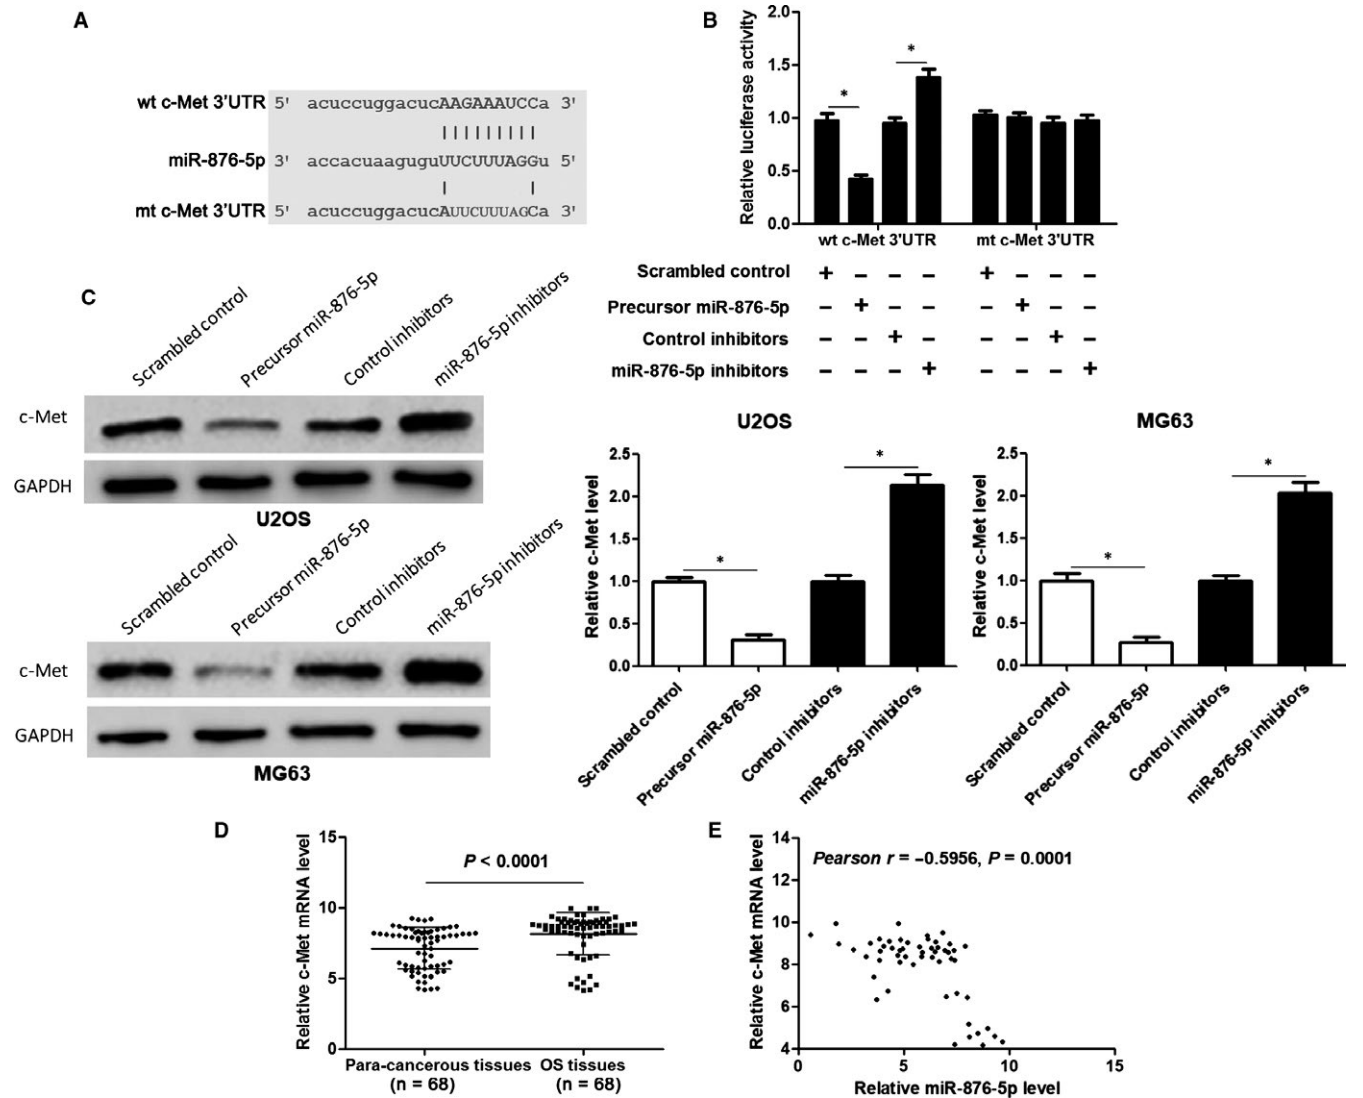 A
wt c-Met 3'UTR 5' acuccuggacucAAGAAAUCCa 3'
miR-876-5p 3' accacuaaguguUUCUUUAGGu 5'
mt c-Met 3'UTR 5' acuccuggacucAUUCUUUAGCa 3'
B
Relative luciferase activity
2.0
1.5
1.0
0.5
0.0
* *
wt c-Met 3'UTR mt c-Met 3'UTR
Scrambled control + – – – + – – –
Precursor miR-876-5p – + – – – + – –
Control inhibitors – – + – – – + –
miR-876-5p inhibitors – – – + – – – +
C
Scrambled control
Precursor miR-876-5p
Control inhibitors
miR-876-5p inhibitors
c-Met
GAPDH
U2OS
Scrambled control
Precursor miR-876-5p
Control inhibitors
miR-876-5p inhibitors
c-Met
GAPDH
MG63
U2OS
Relative c-Met level
2.5
2.0
1.5
1.0
0.5
0.0
* *
Scrambled control
Precursor miR-876-5p
Control inhibitors
miR-876-5p inhibitors
MG63
Relative c-Met level
2.5
2.0
1.5
1.0
0.5
0.0
* *
Scrambled control
Precursor miR-876-5p
Control inhibitors
miR-876-5p inhibitors
D
Relative c-Met mRNA level
15
10
5
0
P < 0.0001
Para-cancerous tissues OS tissues
(n = 68) (n = 68)
E
Relative c-Met mRNA level
14
12
10
8
6
4
Pearson r = –0.5956, P = 0.0001
0 5 10 15
Relative miR-876-5p level